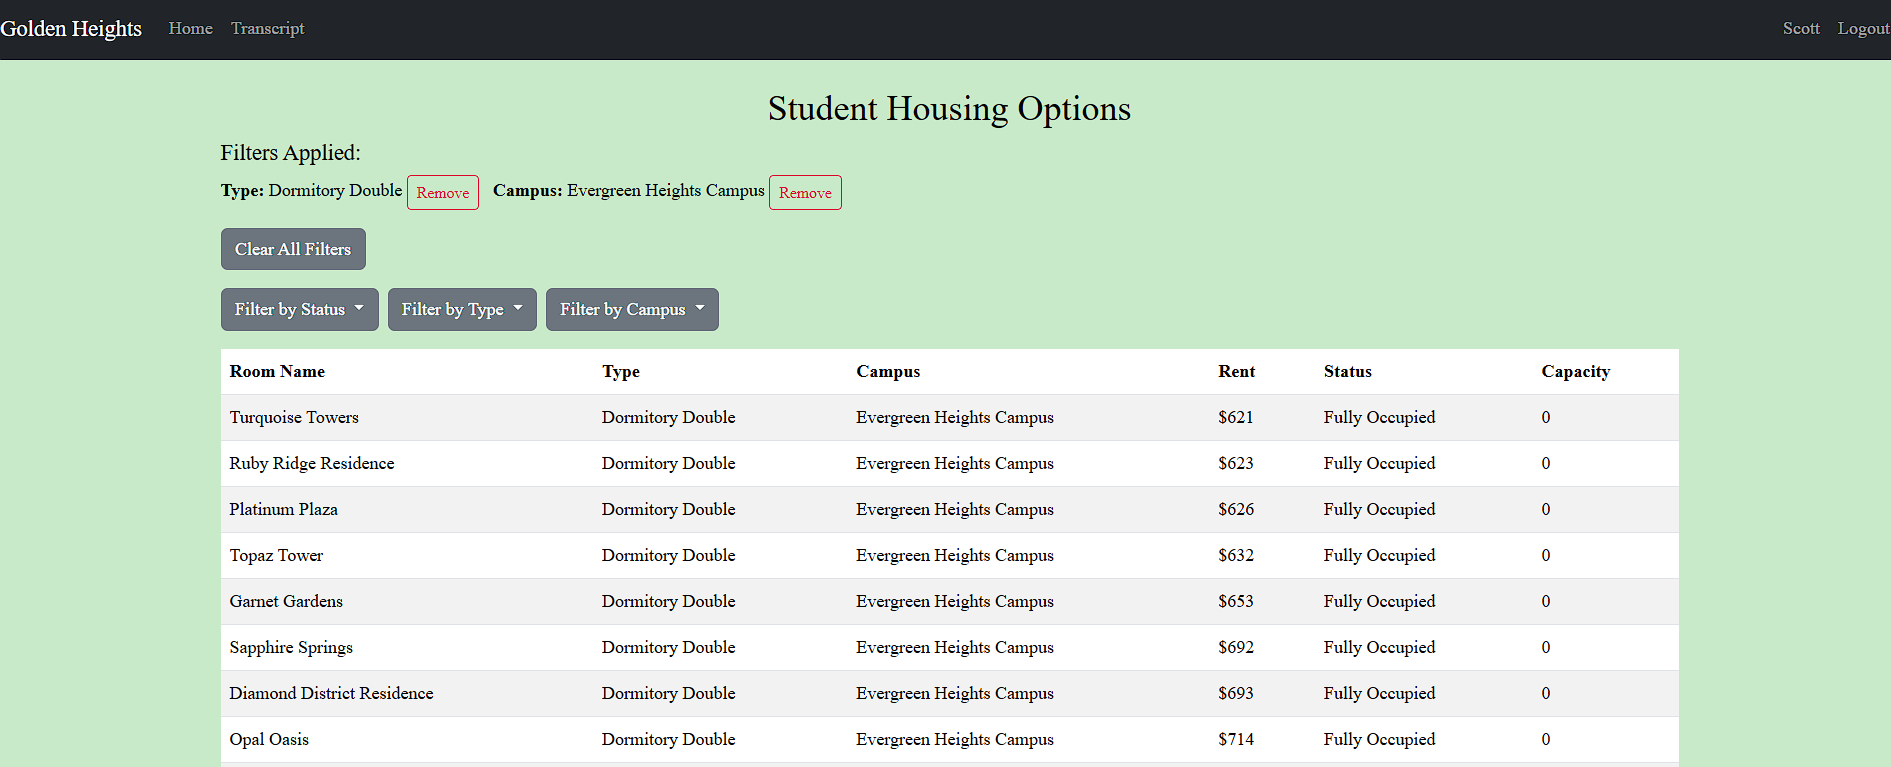 Golden Heights Home Transcript Scott Logout
Student Housing Options
Filters Applied:
Type: Dormitory Double Remove Campus: Evergreen Heights Campus Remove
Clear All Filters
Filter by Status Filter by Type Filter by Campus
Room Name Type Campus Rent Status Capacity
Turquoise Towers Dormitory Double Evergreen Heights Campus $621 Fully Occupied 0
Ruby Ridge Residence Dormitory Double Evergreen Heights Campus $623 Fully Occupied 0
Platinum Plaza Dormitory Double Evergreen Heights Campus $626 Fully Occupied 0
Topaz Tower Dormitory Double Evergreen Heights Campus $632 Fully Occupied 0
Garnet Gardens Dormitory Double Evergreen Heights Campus $653 Fully Occupied 0
Sapphire Springs Dormitory Double Evergreen Heights Campus $692 Fully Occupied 0
Diamond District Residence Dormitory Double Evergreen Heights Campus $693 Fully Occupied 0
Opal Oasis Dormitory Double Evergreen Heights Campus $714 Fully Occupied 0